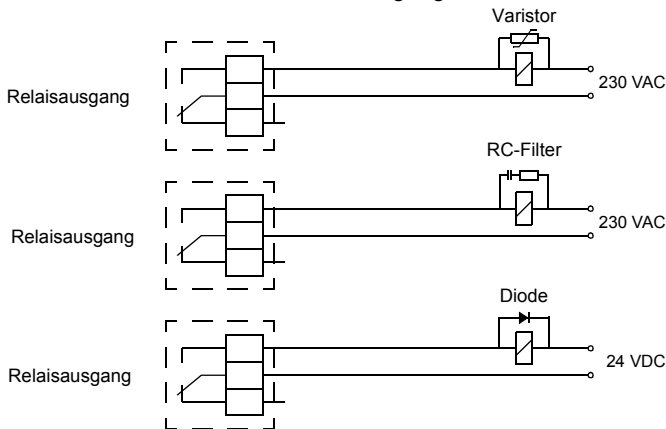 Varistor
Relaisausgang
230 VAC
RC-Filter
Relaisausgang
230 VAC
Diode
Relaisausgang
24 VDC